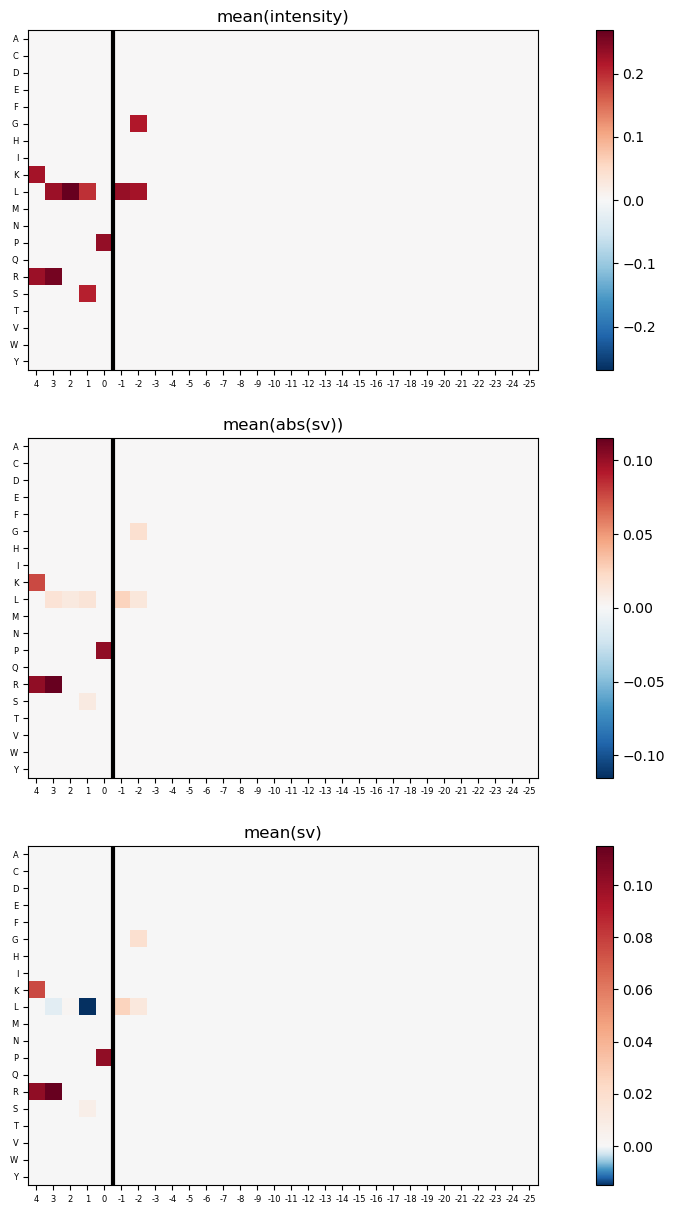 mean(intensity)
A
C
D
E
F
G
H
I
K
L
M
N
P
Q
R
S
T
V
W
Y
4 3 2 1 0 -1 -2 -3 -4 -5 -6 -7 -8 -9 -10 -11 -12 -13 -14 -15 -16 -17 -18 -19 -20 -21 -22 -23 -24 -25
0.2
0.1
0.0
−0.1
−0.2
mean(abs(sv))
A
C
D
E
F
G
H
I
K
L
M
N
P
Q
R
S
T
V
W
Y
4 3 2 1 0 -1 -2 -3 -4 -5 -6 -7 -8 -9 -10 -11 -12 -13 -14 -15 -16 -17 -18 -19 -20 -21 -22 -23 -24 -25
0.10
0.05
0.00
−0.05
−0.10
mean(sv)
A
C
D
E
F
G
H
I
K
L
M
N
P
Q
R
S
T
V
W
Y
4 3 2 1 0 -1 -2 -3 -4 -5 -6 -7 -8 -9 -10 -11 -12 -13 -14 -15 -16 -17 -18 -19 -20 -21 -22 -23 -24 -25
0.10
0.08
0.06
0.04
0.02
0.00